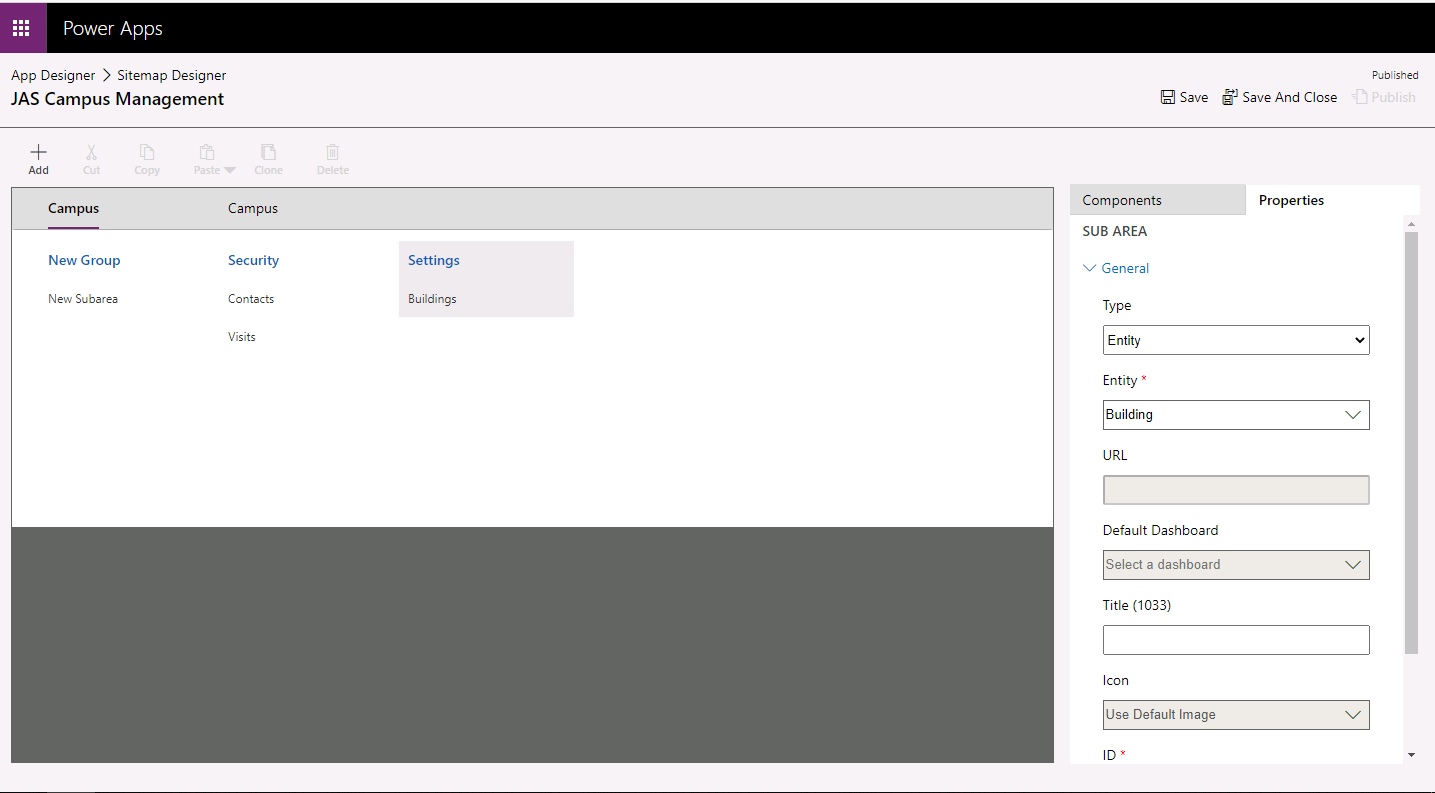 Power Apps
App Designer > Sitemap Designer
Published
JAS Campus Management
Save
Save And Close
Publish
Add
Cut
Copy
Paste
Clone
Delete
Campus
Campus
New Group
Security
Settings
New Subarea
Contacts
Buildings
Visits
Components
Properties
SUB AREA
General
Type
Entity
Entity *
Building
URL
Default Dashboard
Select a dashboard
Title (1033)
Icon
Use Default Image
ID *